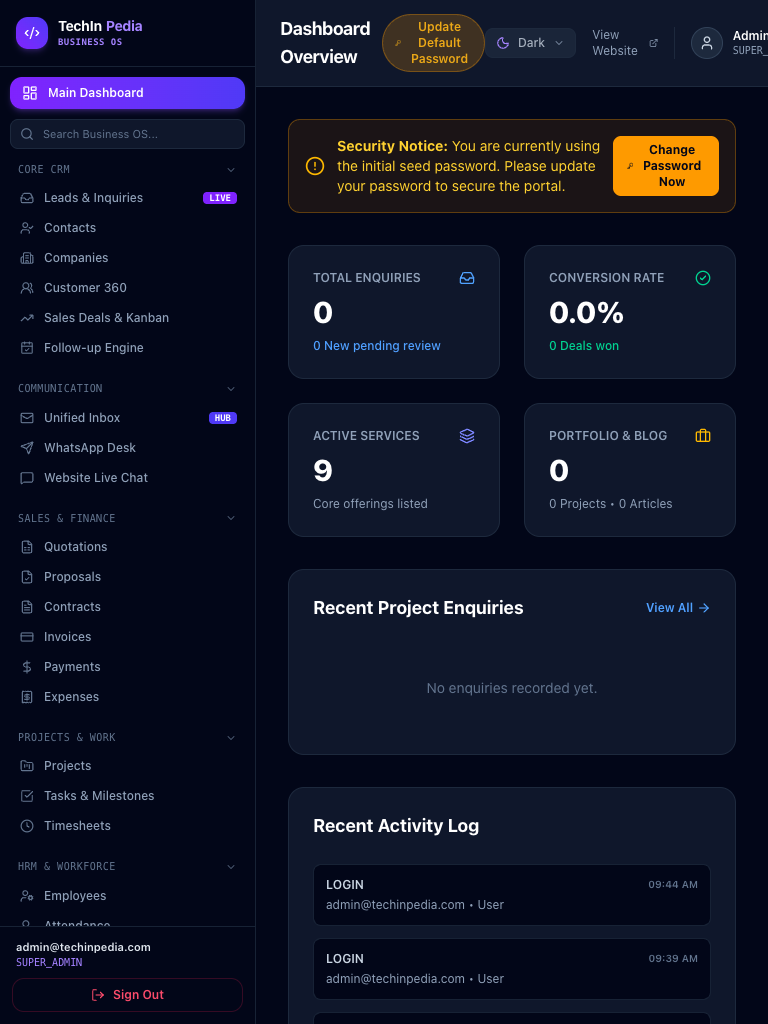 TechIn Pedia
BUSINESS OS
Main Dashboard
Search Business OS...
CORE CRM
Leads & Inquiries LIVE
Contacts
Companies
Customer 360
Sales Deals & Kanban
Follow-up Engine
COMMUNICATION
Unified Inbox HUB
WhatsApp Desk
Website Live Chat
SALES & FINANCE
Quotations
Proposals
Contracts
Invoices
Payments
Expenses
PROJECTS & WORK
Projects
Tasks & Milestones
Timesheets
HRM & WORKFORCE
Employees
Attendance
admin@techinpedia.com
SUPER_ADMIN
Sign Out
Dashboard
Overview
Update
Default
Password
Dark
View
Website
Admin
SUPER_
Security Notice: You are currently using
the initial seed password. Please update
your password to secure the portal.
Change
Password
Now
TOTAL ENQUIRIES
0
0 New pending review
CONVERSION RATE
0.0%
0 Deals won
ACTIVE SERVICES
9
Core offerings listed
PORTFOLIO & BLOG
0
0 Projects • 0 Articles
Recent Project Enquiries
View All
No enquiries recorded yet.
Recent Activity Log
LOGIN 09:44 AM
admin@techinpedia.com • User
LOGIN 09:39 AM
admin@techinpedia.com • User